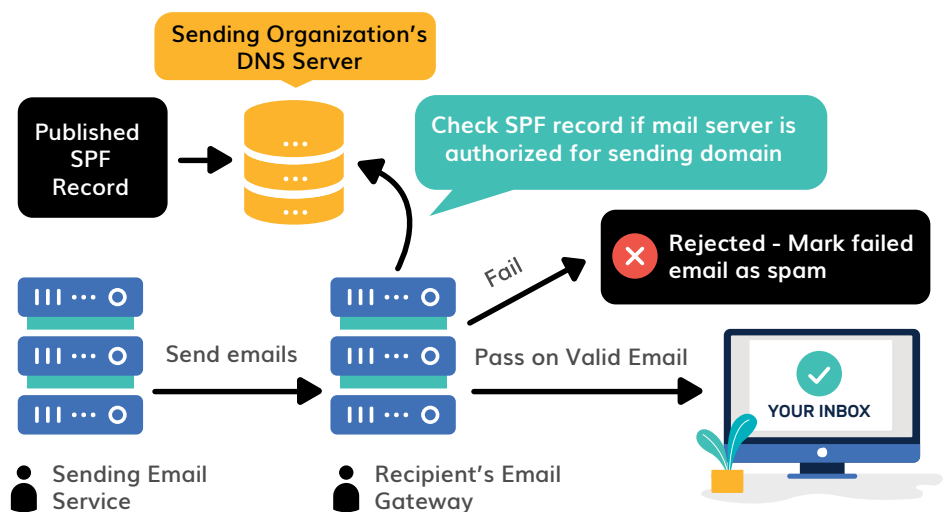 Sending Organization's
DNS Server
Published
SPF
Record
Check SPF record if mail server is
authorized for sending domain
Rejected - Mark failed
email as spam
Fail
Send emails
Pass on Valid Email
YOUR INBOX
Sending Email
Service
Recipient's Email
Gateway